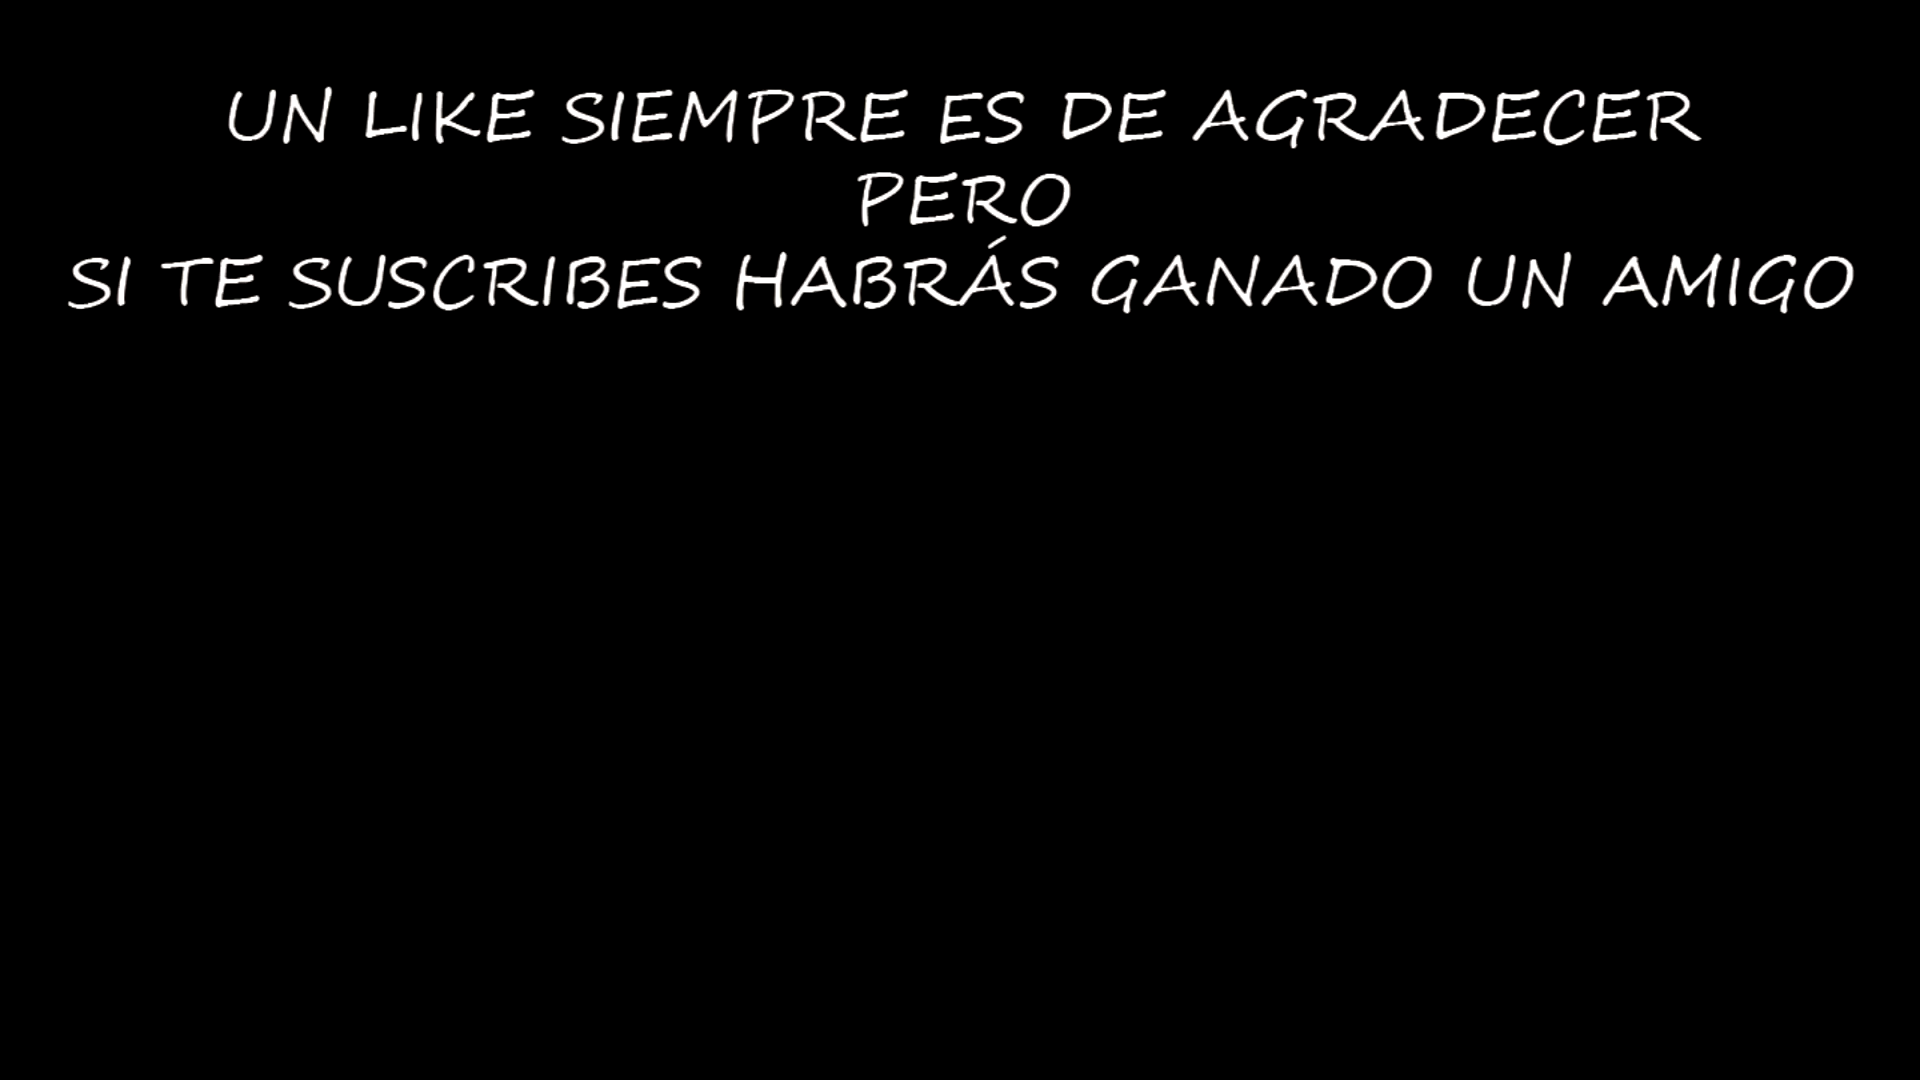 UN LIKE SIEMPRE ES DE AGRADECER
PERO
SI TE SUSCRIBES HABRÁS GANADO UN AMIGO